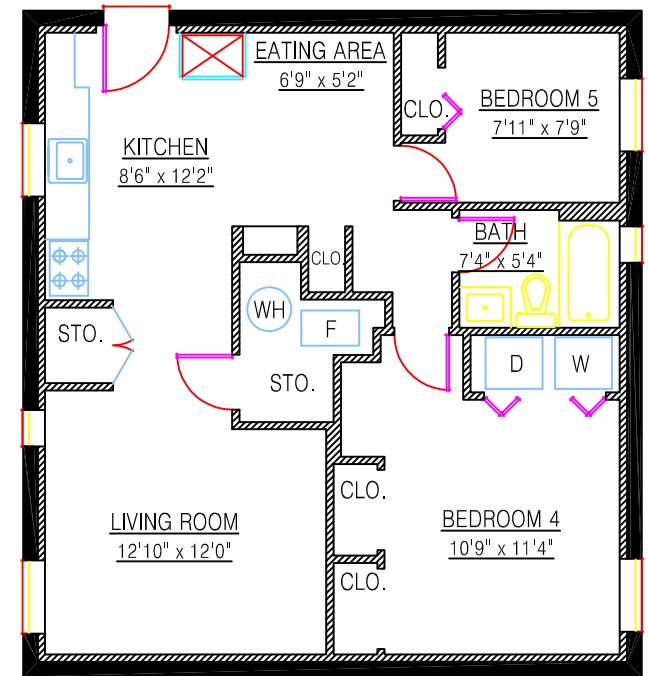 EATING AREA
6'9" x 5'2"
CLO.
BEDROOM 5
7'11" x 7'9"
KITCHEN
8'6" x 12'2"
BATH
7'4" x 5'4"
CLO.
WH
F
STO.
STO.
D
W
CLO.
LIVING ROOM
12'10" x 12'0"
BEDROOM 4
10'9" x 11'4"
CLO.